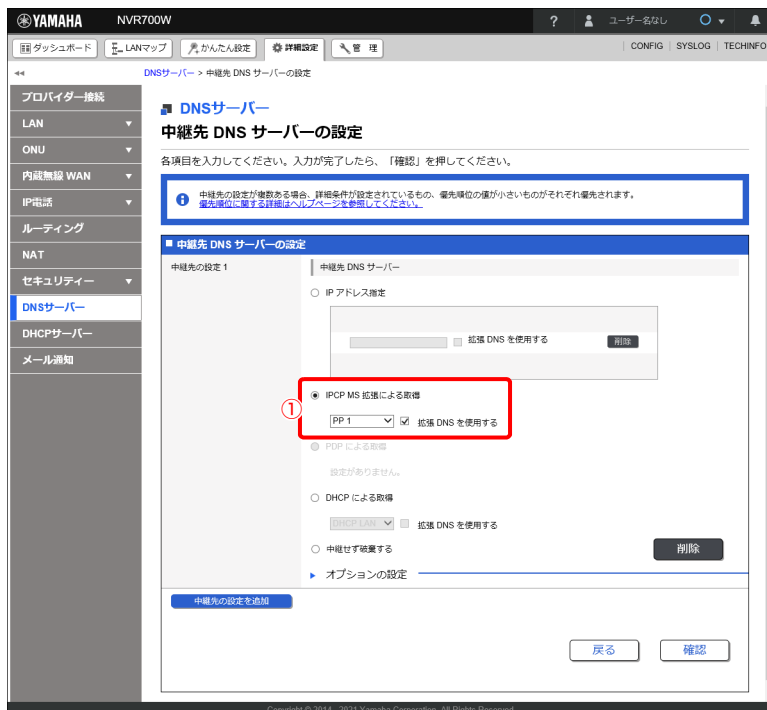 YAMAHA NVR700W ? ユーザー名なし
ダッシュボード LANマップ かんたん設定 詳細設定 管 理 CONFIG SYSLOG TECHINFO
DNSサーバー > 中継先 DNS サーバーの設定
プロバイダー接続
LAN
ONU
内蔵無線 WAN
IP電話
ルーティング
NAT
セキュリティー
DNSサーバー
DHCPサーバー
メール通知
DNSサーバー
中継先 DNS サーバーの設定
各項目を入力してください。入力が完了したら、「確認」を押してください。
中継先の設定が複数ある場合、詳細条件が設定されているもの、優先順位の値が小さいものがそれぞれ優先されます。
優先順位に関する詳細はヘルプページを参照してください。
中継先 DNS サーバーの設定
中継先の設定 1
中継先 DNS サーバー
IP アドレス指定
拡張 DNS を使用する 削除
① IPCP MS 拡張による取得
PP 1 拡張 DNS を使用する
PDP による取得
設定がありません。
DHCP による取得
DHCP LAN 拡張 DNS を使用する
中継せず破棄する 削除
オプションの設定
中継先の設定を追加
戻る 確認
Copyright © 2014 - 2021 Yamaha Corporation. All Rights Reserved.